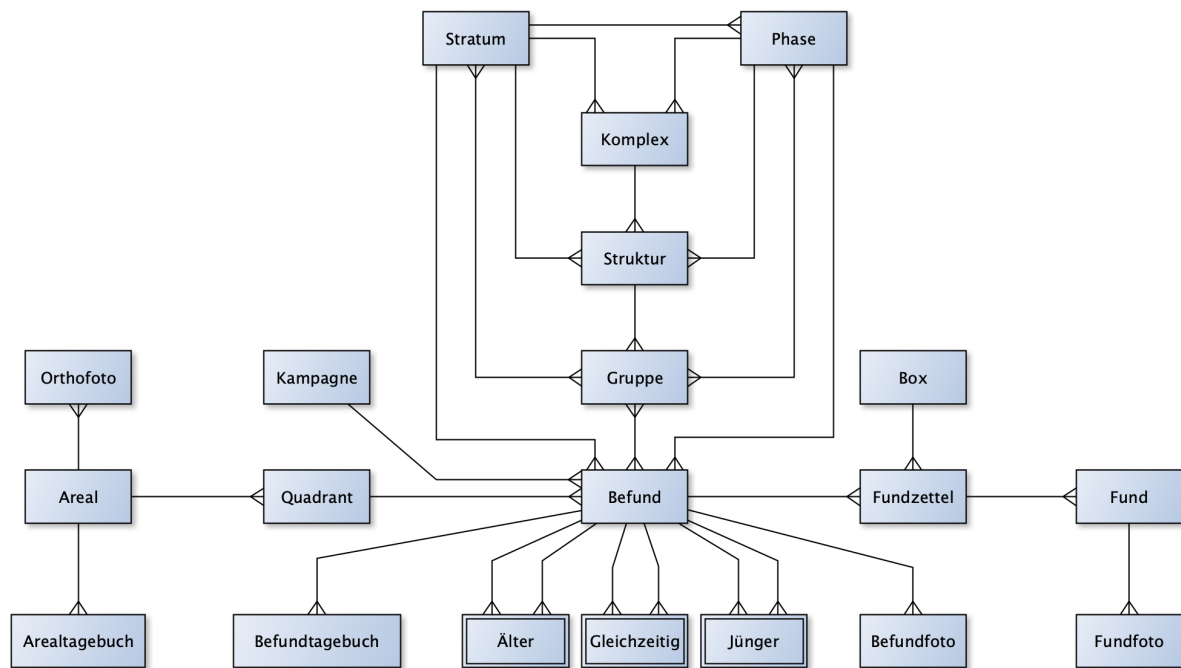 Stratum
Phase
Komplex
Struktur
Orthofoto
Kampagne
Gruppe
Box
Areal
Quadrant
Befund
Fundzettel
Fund
Arealtagebuch
Befundtagebuch
Älter
Gleichzeitig
Jünger
Befundfoto
Fundfoto